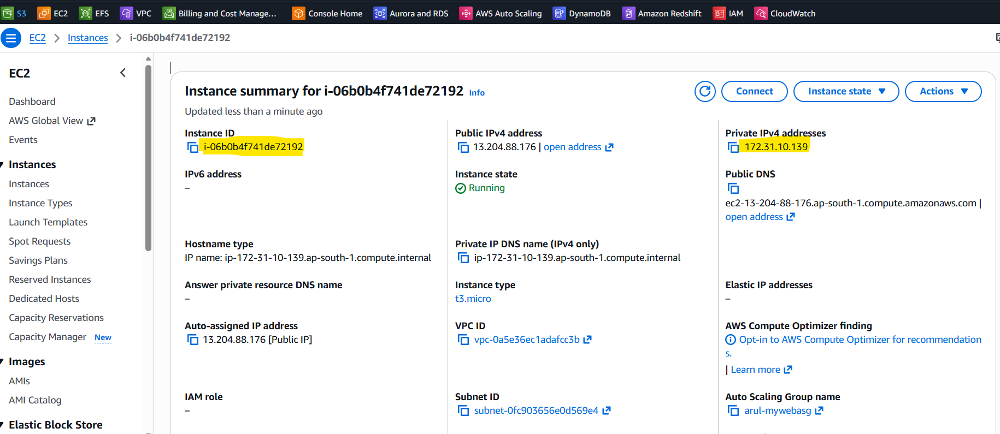 S3 EC2 EFS VPC Billing and Cost Manage... Console Home Aurora and RDS AWS Auto Scaling DynamoDB Amazon Redshift IAM CloudWatch
EC2 > Instances > i-06b0b4f741de72192
EC2
Dashboard
AWS Global View
Events
Instances
Instances
Instance Types
Launch Templates
Spot Requests
Savings Plans
Reserved Instances
Dedicated Hosts
Capacity Reservations
Capacity Manager New
Images
AMIs
AMI Catalog
Elastic Block Store
Instance summary for i-06b0b4f741de72192 Info
Updated less than a minute ago
Connect
Instance state
Actions
Instance ID
i-06b0b4f741de72192
Public IPv4 address
13.204.88.176 | open address
Private IPv4 addresses
172.31.10.139
IPv6 address
–
Instance state
Running
Public DNS
ec2-13-204-88-176.ap-south-1.compute.amazonaws.com |
open address
Hostname type
IP name: ip-172-31-10-139.ap-south-1.compute.internal
Private IP DNS name (IPv4 only)
ip-172-31-10-139.ap-south-1.compute.internal
Answer private resource DNS name
–
Instance type
t3.micro
Elastic IP addresses
–
Auto-assigned IP address
13.204.88.176 [Public IP]
VPC ID
vpc-0a5e36ec1adafcc3b
AWS Compute Optimizer finding
Opt-in to AWS Compute Optimizer for recommendation
s.
| Learn more
IAM role
–
Subnet ID
subnet-0fc903656e0d569e4
Auto Scaling Group name
arul-mywebasg